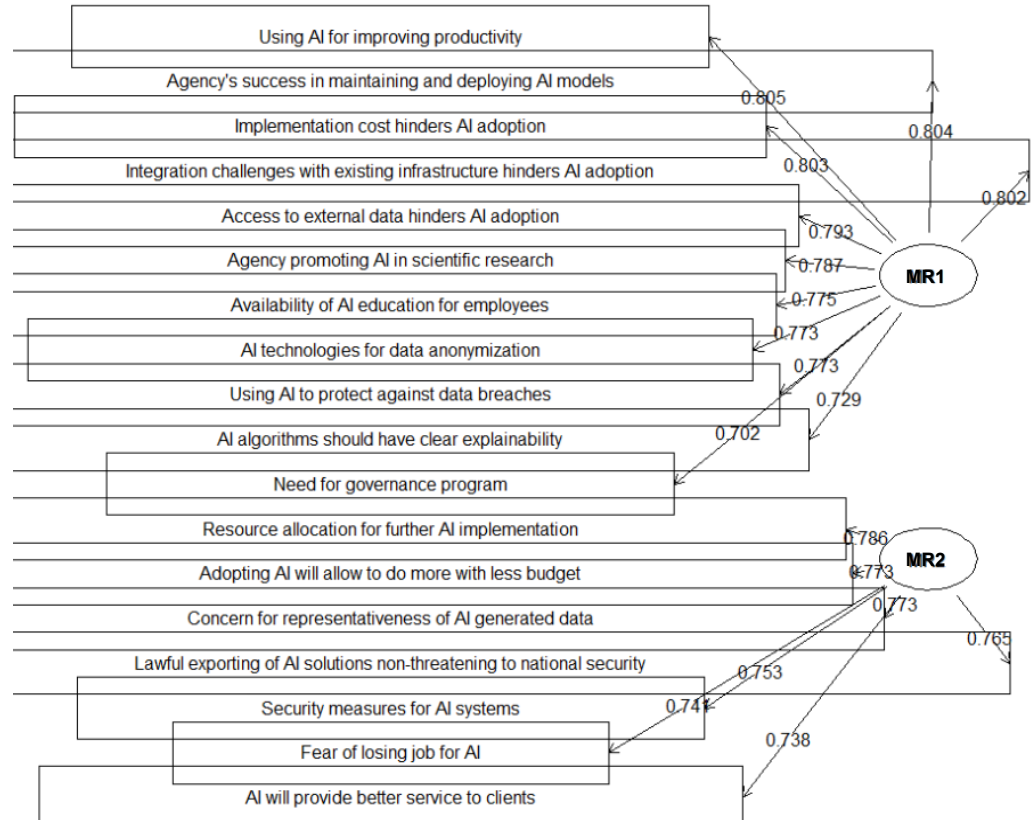 Using AI for improving productivity
Agency's success in maintaining and deploying AI models
0.805
Implementation cost hinders AI adoption
0.804
0.803
Integration challenges with existing infrastructure hinders AI adoption
0.802
Access to external data hinders AI adoption
0.793
Agency promoting AI in scientific research
0.787
MR1
Availability of AI education for employees
0.775
AI technologies for data anonymization
0.773
0.773
Using AI to protect against data breaches
0.729
AI algorithms should have clear explainability
0.702
Need for governance program
Resource allocation for further AI implementation
0.786
MR2
Adopting AI will allow to do more with less budget
0.773
0.773
Concern for representativeness of AI generated data
0.765
Lawful exporting of AI solutions non-threatening to national security
0.753
Security measures for AI systems
0.741
0.738
Fear of losing job for AI
AI will provide better service to clients